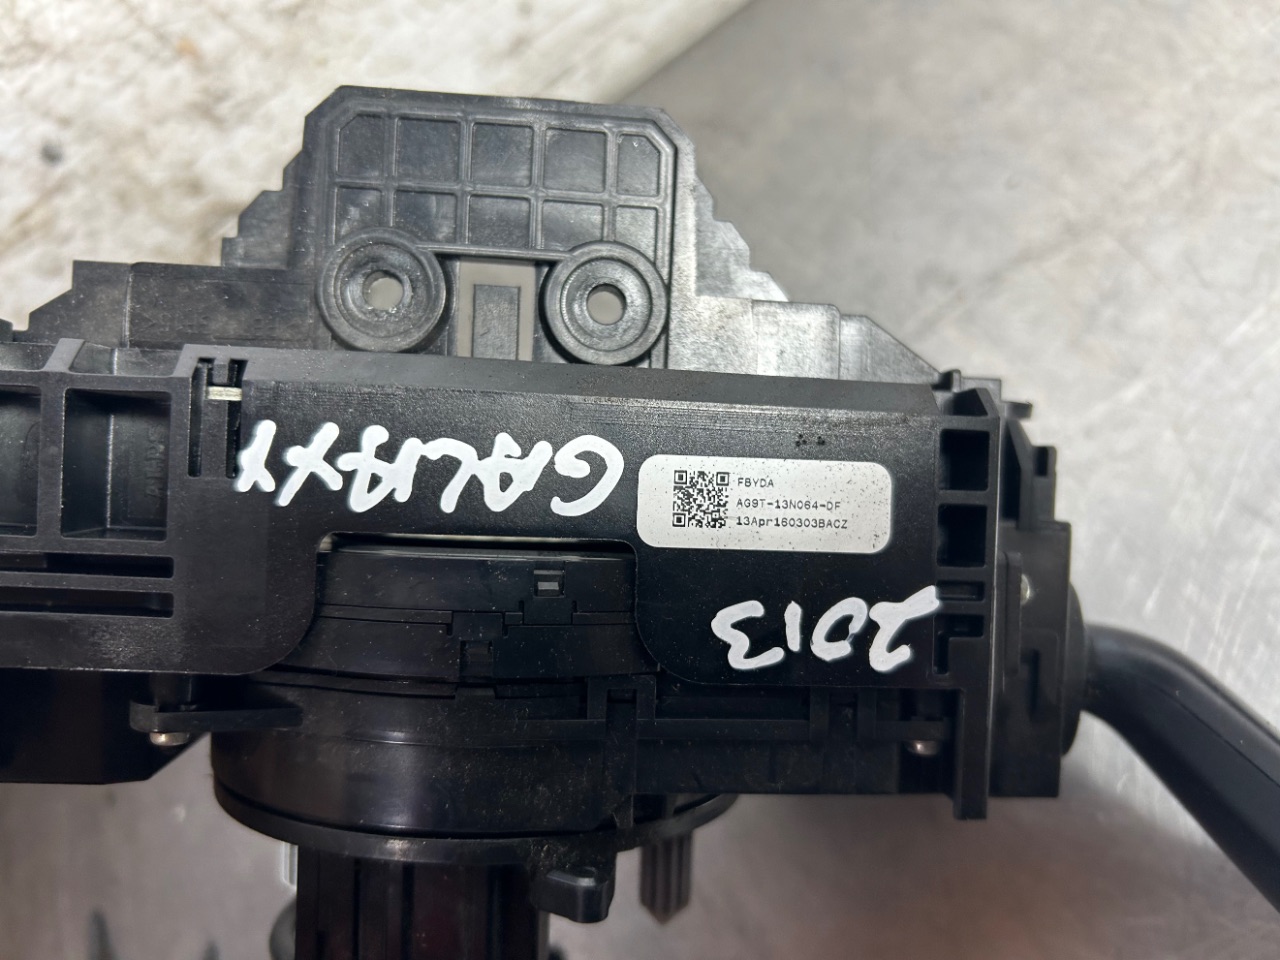 FBYDA
AG9T-13N064-DF
13Apr160303BACZ
GALAXY
2013